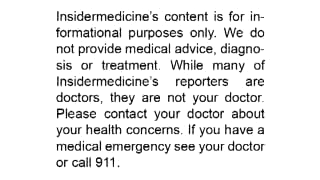 Insidermedicine's content is for in-
formational purposes only. We do
not provide medical advice, diagno-
sis or treatment. While many of
Insidermedicine's reporters are
doctors, they are not your doctor.
Please contact your doctor about
your health concerns. If you have a
medical emergency see your doctor
or call 911.